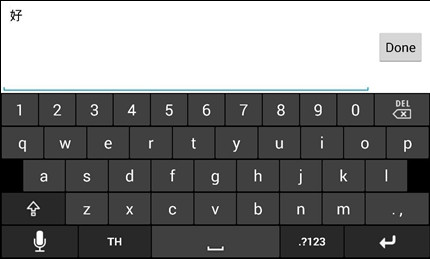 好
Done
1 2 3 4 5 6 7 8 9 0 DEL
q w e r t y u i o p
a s d f g h j k l
z x c v b n m . ,
TH .?123